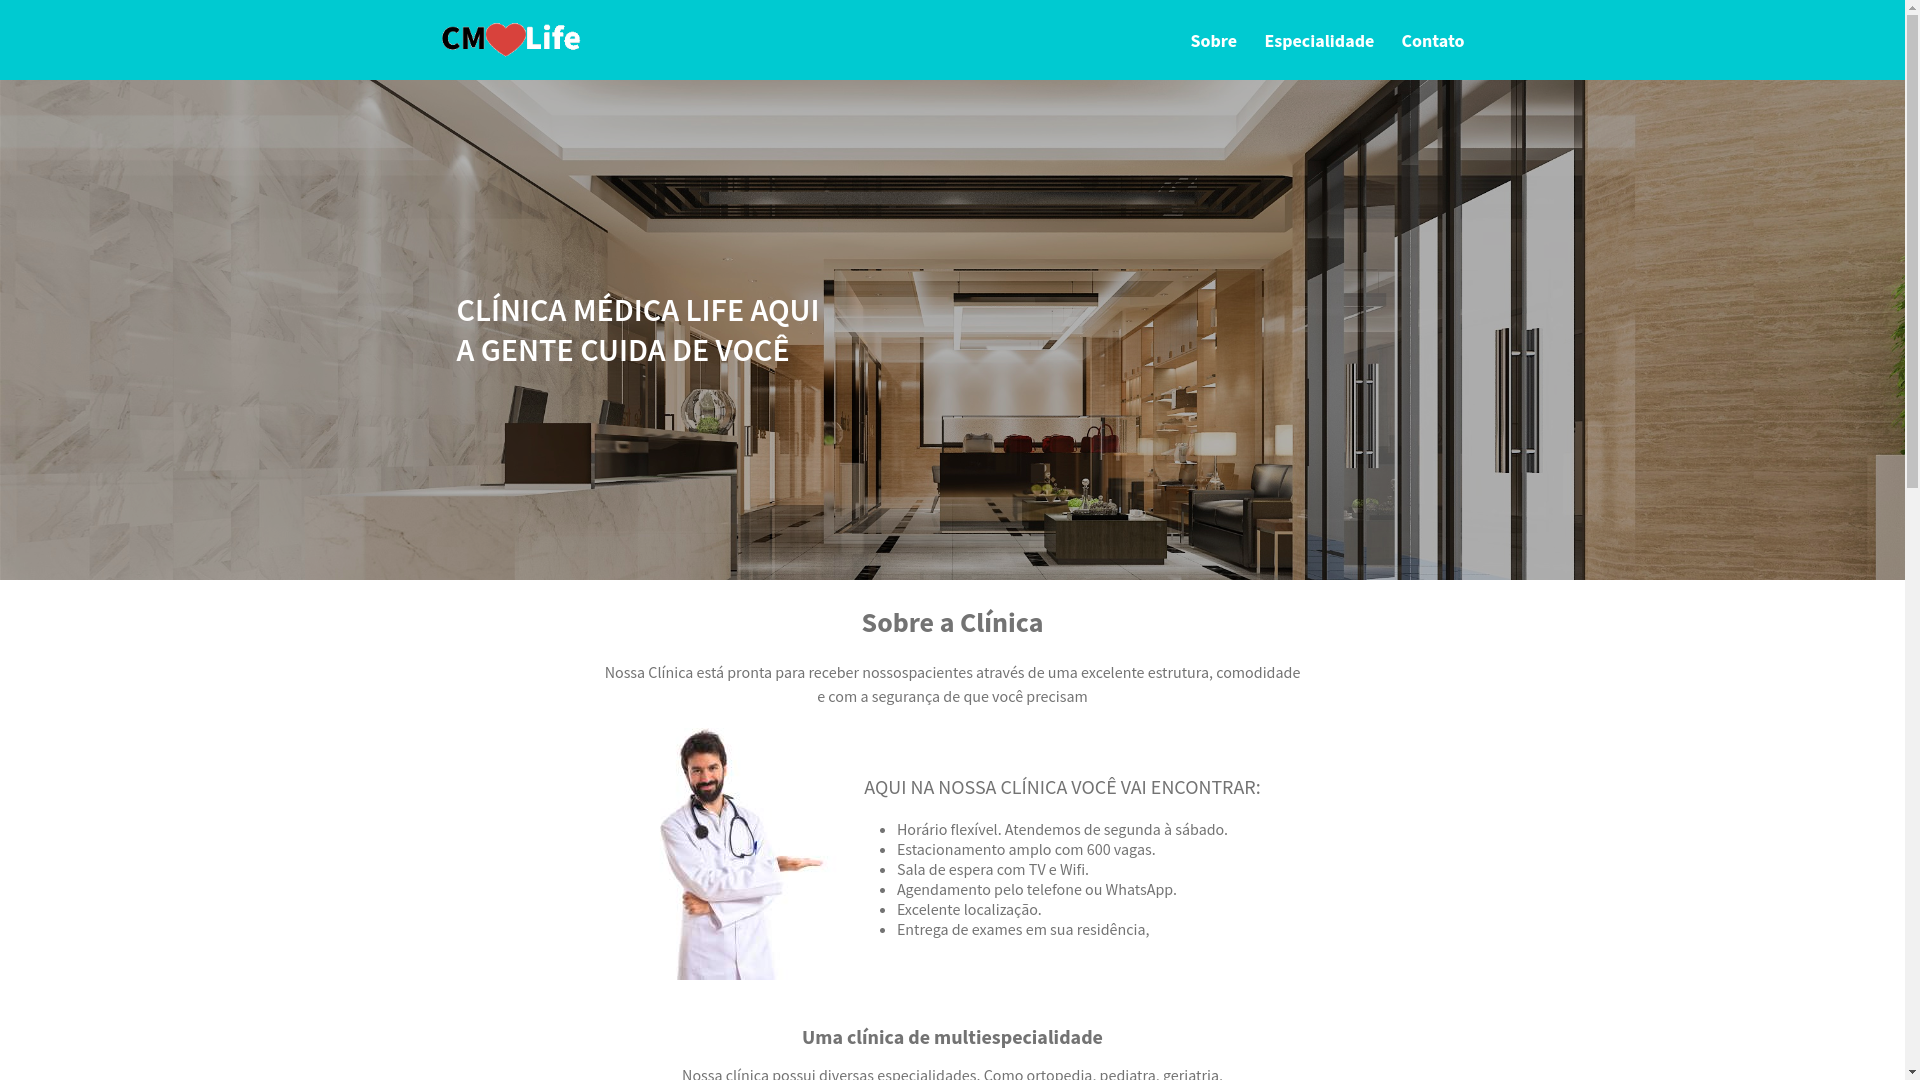 CM Life
Sobre Especialidade Contato
CLÍNICA MÉDICA LIFE AQUI
A GENTE CUIDA DE VOCÊ
Sobre a Clínica
Nossa Clínica está pronta para receber nossospacientes através de uma excelente estrutura, comodidade
e com a segurança de que você precisam
AQUI NA NOSSA CLÍNICA VOCÊ VAI ENCONTRAR:
Horário flexível. Atendemos de segunda à sábado.
Estacionamento amplo com 600 vagas.
Sala de espera com TV e Wifi.
Agendamento pelo telefone ou WhatsApp.
Excelente localização.
Entrega de exames em sua residência,
Uma clínica de multiespecialidade
Nossa clínica possui diversas especialidades. Como ortopedia, pediatra, geriatria,